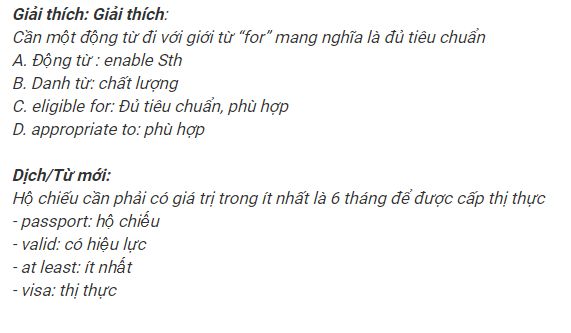 Giải thích: Giải thích:
Cần một động từ đi với giới từ “for” mang nghĩa là đủ tiêu chuẩn
A. Động từ : enable Sth
B. Danh từ: chất lượng
C. eligible for: Đủ tiêu chuẩn, phù hợp
D. appropriate to: phù hợp
Dịch/Từ mới:
Hộ chiếu cần phải có giá trị trong ít nhất là 6 tháng để được cấp thị thực
- passport: hộ chiếu
- valid: có hiệu lực
- at least: ít nhất
- visa: thị thực